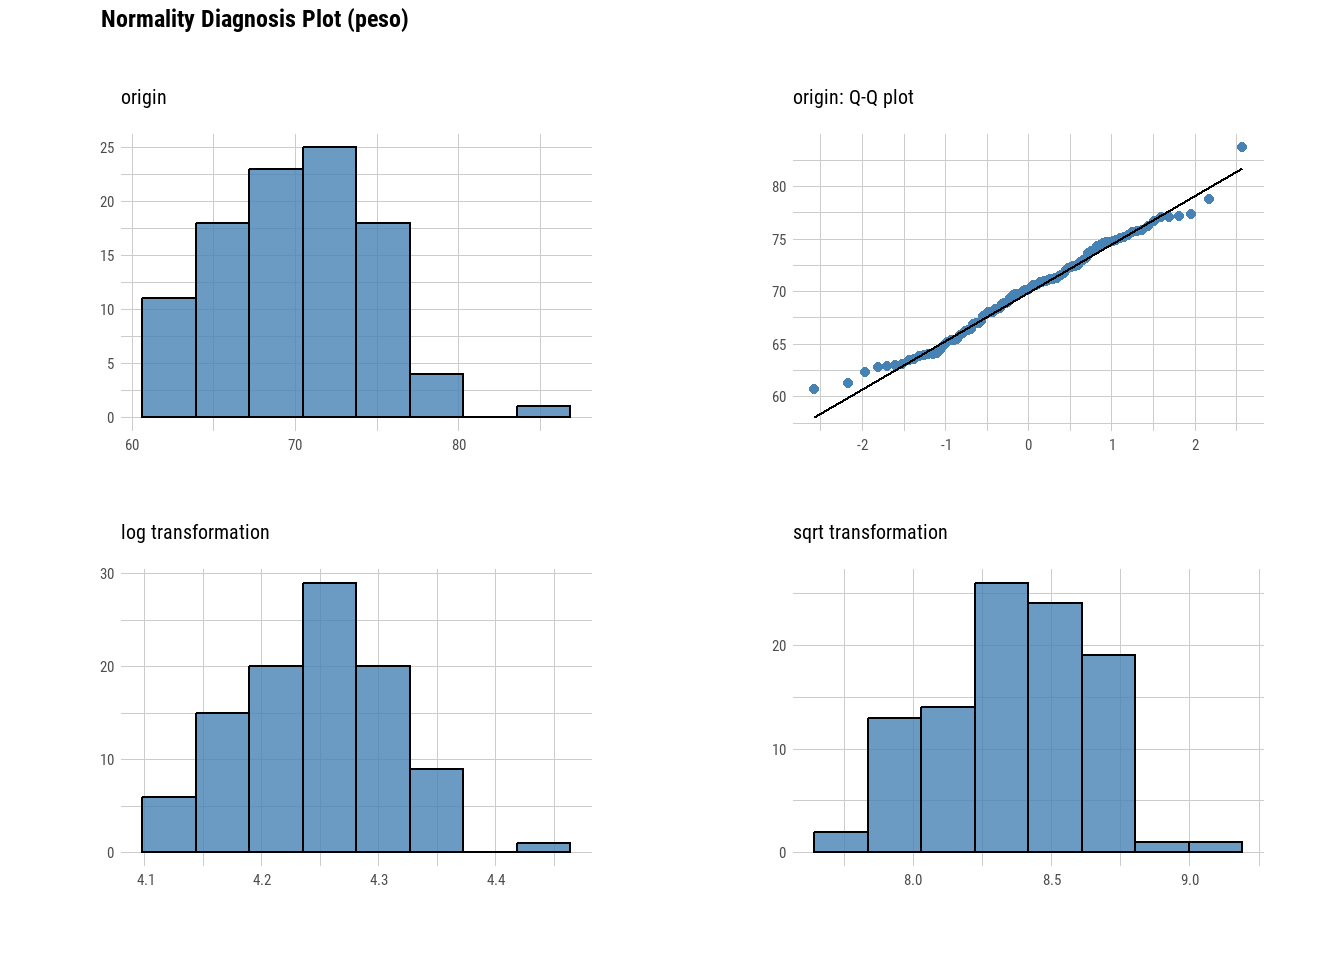 Normality Diagnosis Plot (peso)
origin
25
20
15
10
5
0
60 70 80
origin: Q-Q plot
80
75
70
65
60
-2 -1 0 1 2
log transformation
30
20
10
0
4.1 4.2 4.3 4.4
sqrt transformation
20
10
0
8.0 8.5 9.0